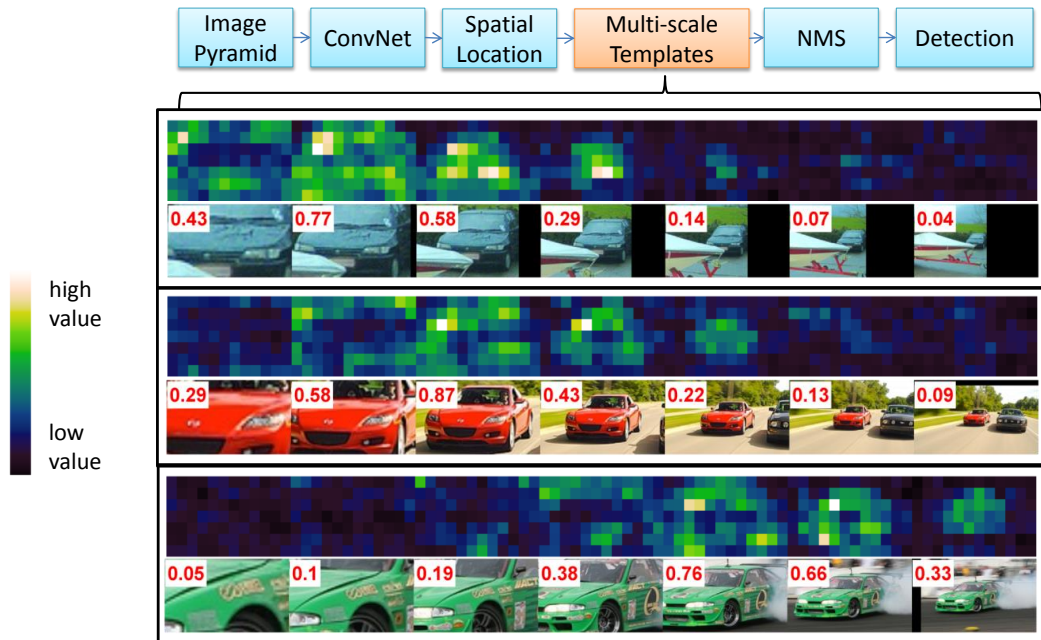 Image
Pyramid
ConvNet
Spatial
Location
Multi-scale
Templates
NMS
Detection
0.43 0.77 0.58 0.29 0.14 0.07 0.04
high
value
0.29 0.58 0.87 0.43 0.22 0.13 0.09
low
value
0.05 0.1 0.19 0.38 0.76 0.66 0.33